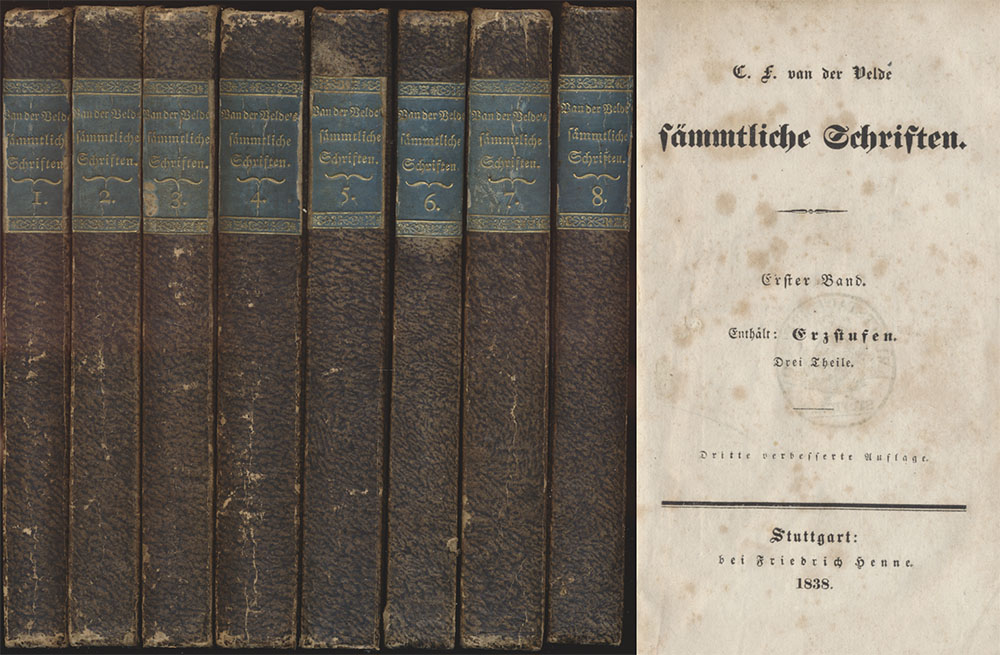 Van der Velde's
sämmtliche
Schriften.
1.
Van der Velde's
sämmtliche
Schriften.
2.
Van der Velde's
sämmtliche
Schriften.
3.
Van der Velde's
sämmtliche
Schriften.
4.
Van der Velde's
sämmtliche
Schriften.
5.
Van der Velde's
sämmtliche
Schriften.
6.
Van der Velde's
sämmtliche
Schriften.
7.
Van der Velde's
sämmtliche
Schriften.
8.
C. F. van der Velde
sämmtliche Schriften.
Erster Band.
Enthält: Erzstufen.
Drei Theile.
Dritte verbesserte Auflage.
Stuttgart:
bei Friedrich Henne.
1838.